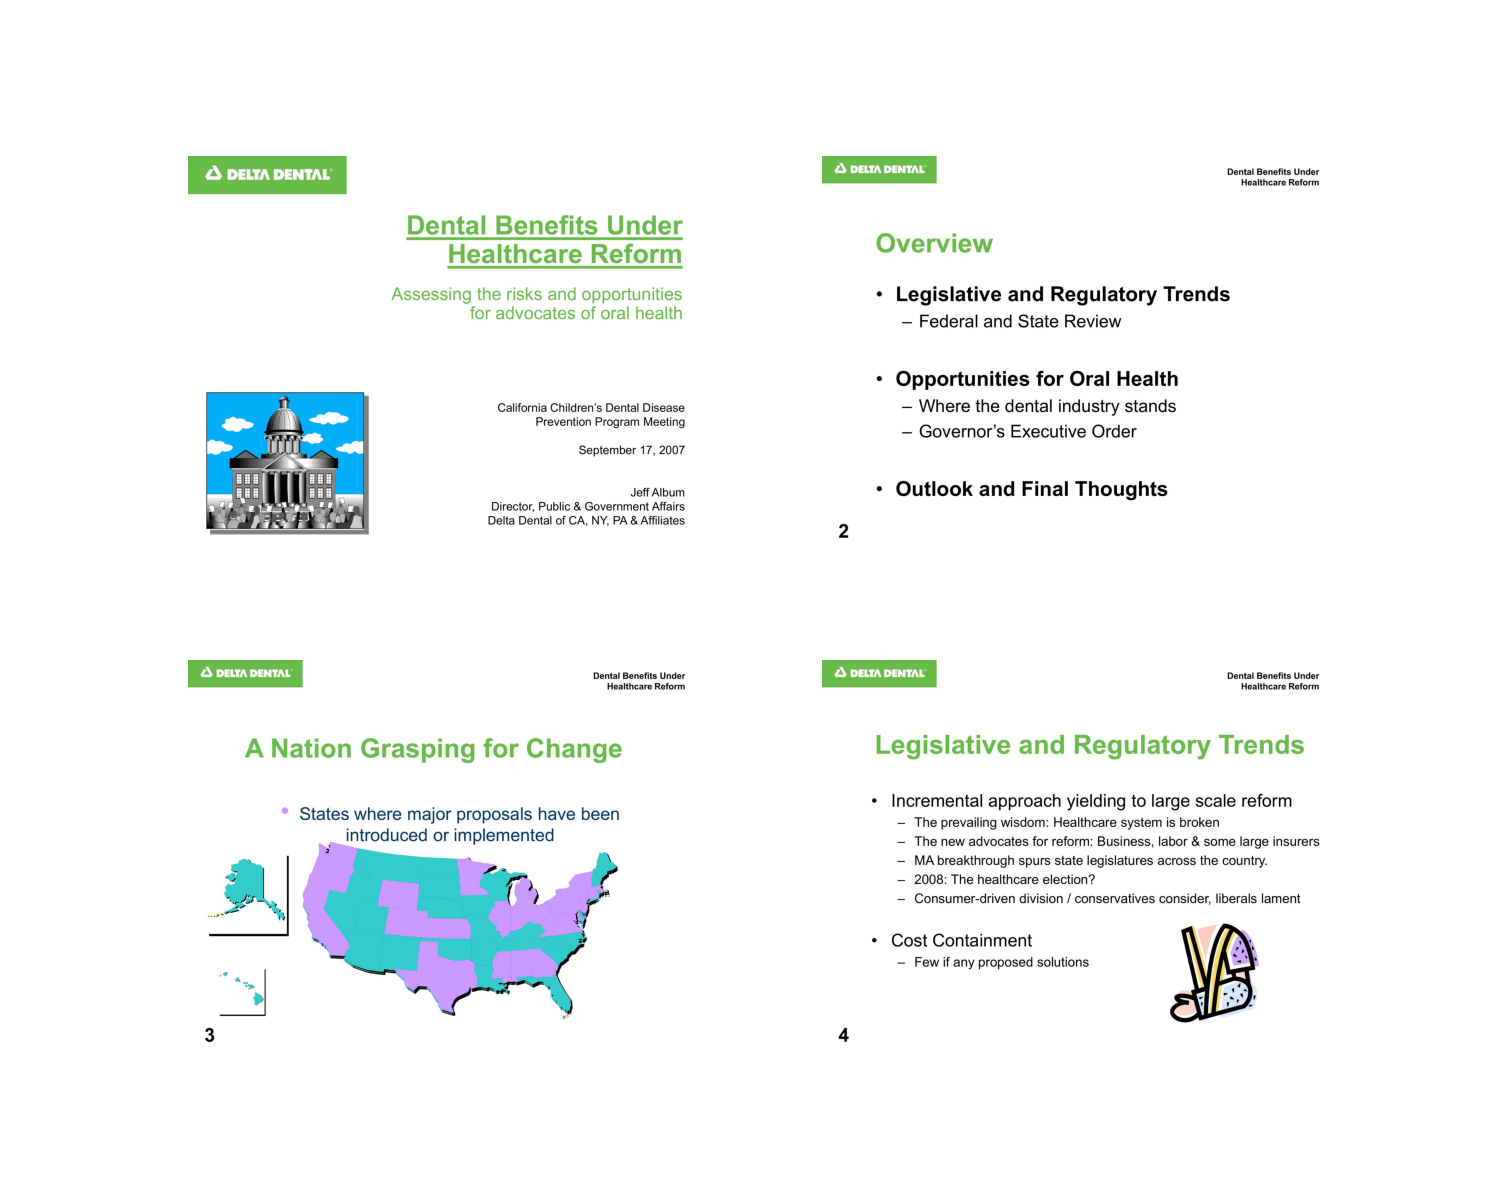 DELTA DENTAL
Dental Benefits Under
Healthcare Reform
Assessing the risks and opportunities
for advocates of oral health
California Children’s Dental Disease
Prevention Program Meeting
September 17, 2007
Jeff Album
Director, Public & Government Affairs
Delta Dental of CA, NY, PA & Affiliates
DELTA DENTAL
Dental Benefits Under
Healthcare Reform
Overview
• Legislative and Regulatory Trends
– Federal and State Review
• Opportunities for Oral Health
– Where the dental industry stands
– Governor’s Executive Order
• Outlook and Final Thoughts
2
DELTA DENTAL
Dental Benefits Under
Healthcare Reform
A Nation Grasping for Change
• States where major proposals have been
introduced or implemented
3
DELTA DENTAL
Dental Benefits Under
Healthcare Reform
Legislative and Regulatory Trends
• Incremental approach yielding to large scale reform
– The prevailing wisdom: Healthcare system is broken
– The new advocates for reform: Business, labor & some large insurers
– MA breakthrough spurs state legislatures across the country.
– 2008: The healthcare election?
– Consumer-driven division / conservatives consider, liberals lament
• Cost Containment
– Few if any proposed solutions
4